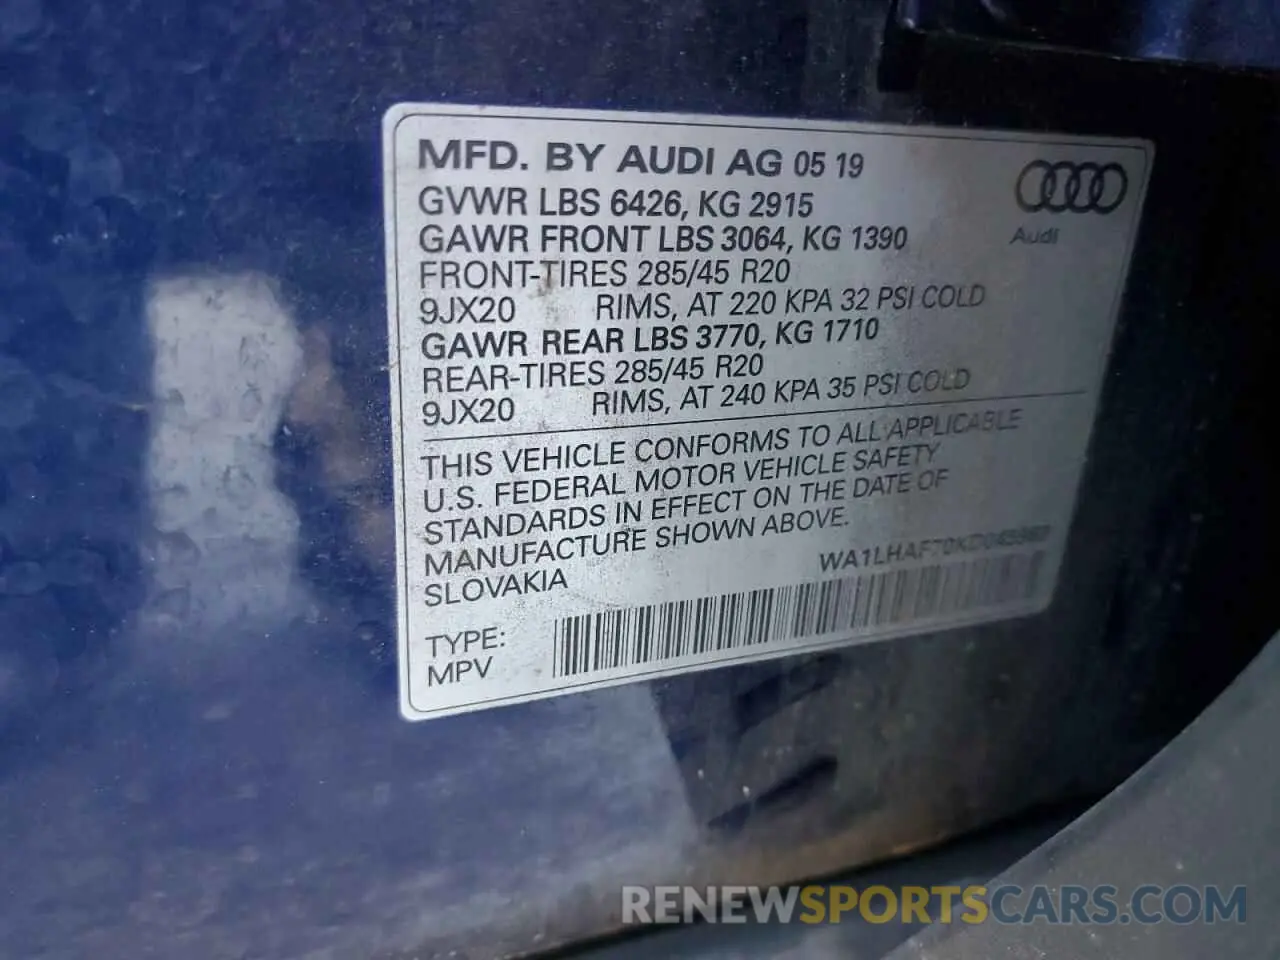 MFD. BY AUDI AG 05 19
GVWR LBS 6426, KG 2915
GAWR FRONT LBS 3064, KG 1390
Audi
FRONT-TIRES 285/45 R20
9JX20 RIMS, AT 220 KPA 32 PSI COLD
GAWR REAR LBS 3770, KG 1710
REAR-TIRES 285/45 R20
9JX20 RIMS, AT 240 KPA 35 PSI COLD
THIS VEHICLE CONFORMS TO ALL APPLICABLE
U.S. FEDERAL MOTOR VEHICLE SAFETY
STANDARDS IN EFFECT ON THE DATE OF
MANUFACTURE SHOWN ABOVE.
SLOVAKIA
TYPE:
MPV
RENEWSPORTSCARS.COM